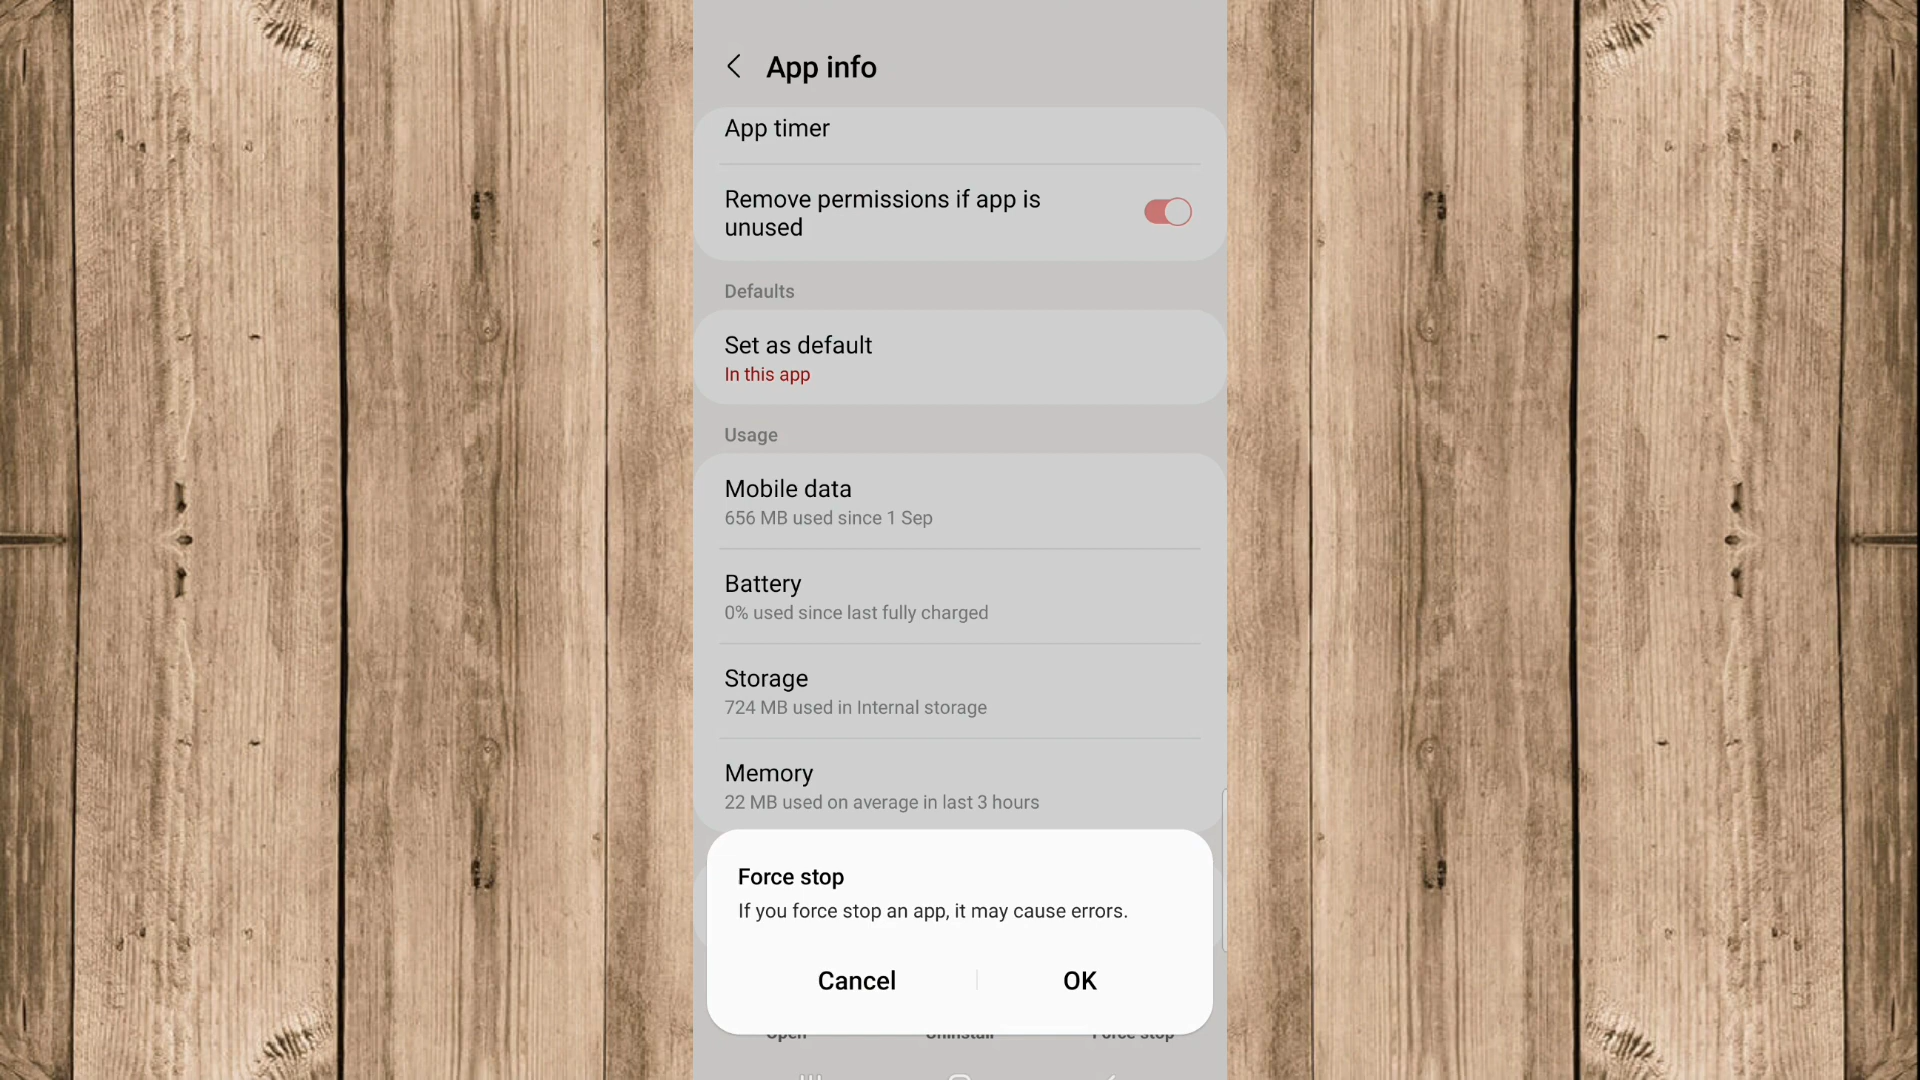 App info
App timer
Remove permissions if app is
unused
Defaults
Set as default
In this app
Usage
Mobile data
656 MB used since 1 Sep
Battery
0% used since last fully charged
Storage
724 MB used in Internal storage
Memory
22 MB used on average in last 3 hours
Force stop
If you force stop an app, it may cause errors.
Cancel
OK
Open
Uninstall
Force stop